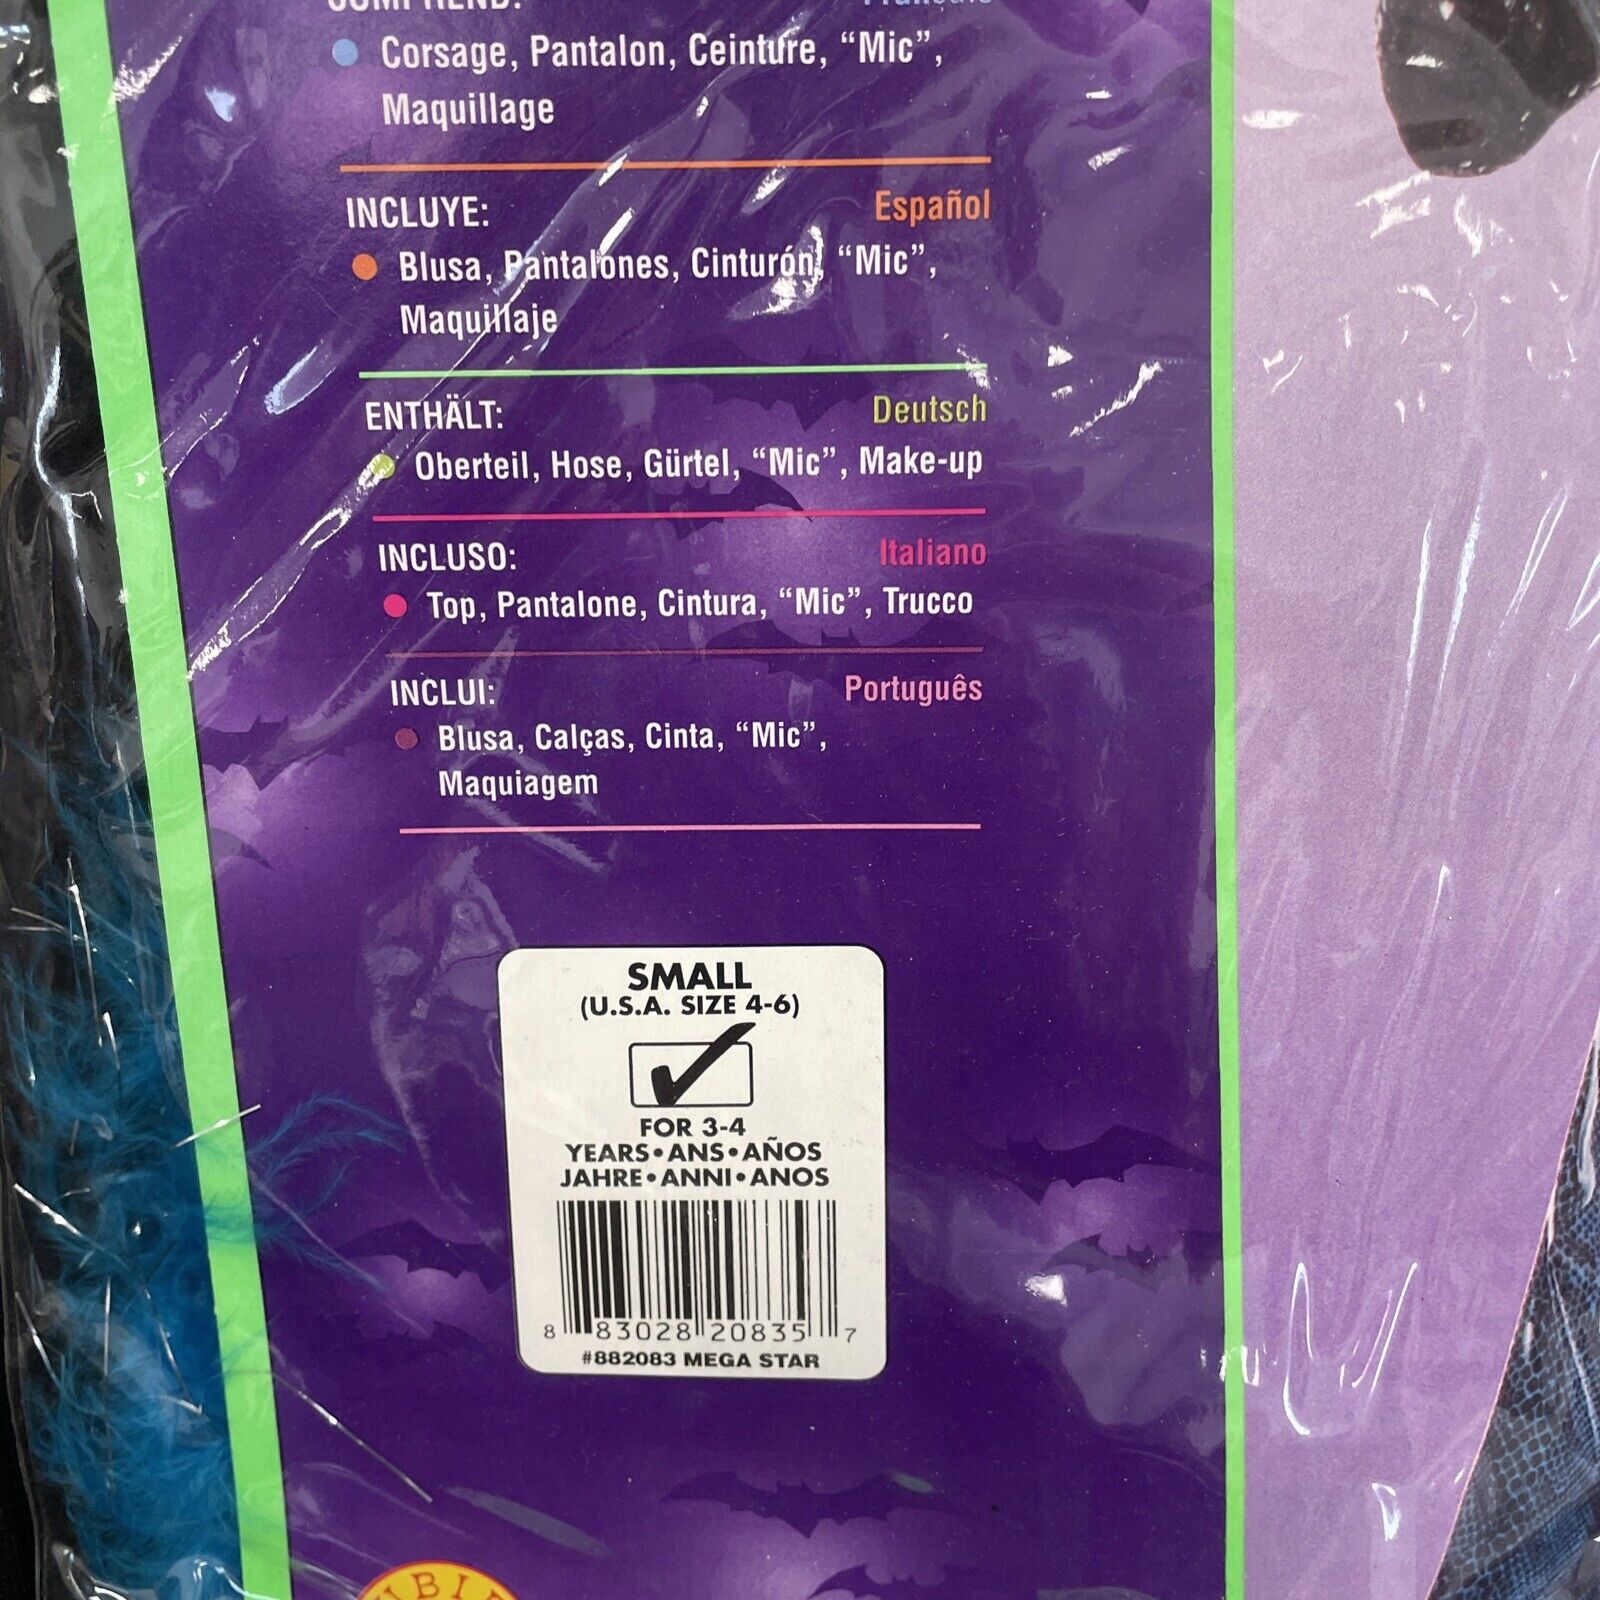 COMPREND: Français
Corsage, Pantalon, Ceinture, “Mic”,
Maquillage
INCLUYE: Español
Blusa, Pantalones, Cinturón, “Mic”,
Maquillaje
ENTHÄLT: Deutsch
Oberteil, Hose, Gürtel, “Mic”, Make-up
INCLUSO: Italiano
Top, Pantalone, Cintura, “Mic”, Trucco
INCLUI: Português
Blusa, Calças, Cinta, “Mic”,
Maquiagem
SMALL
(U.S.A. SIZE 4-6)
FOR 3-4
YEARS•ANS•AÑOS
JAHRE•ANNI•ANOS
8 83028 20835 7
#882083 MEGA STAR